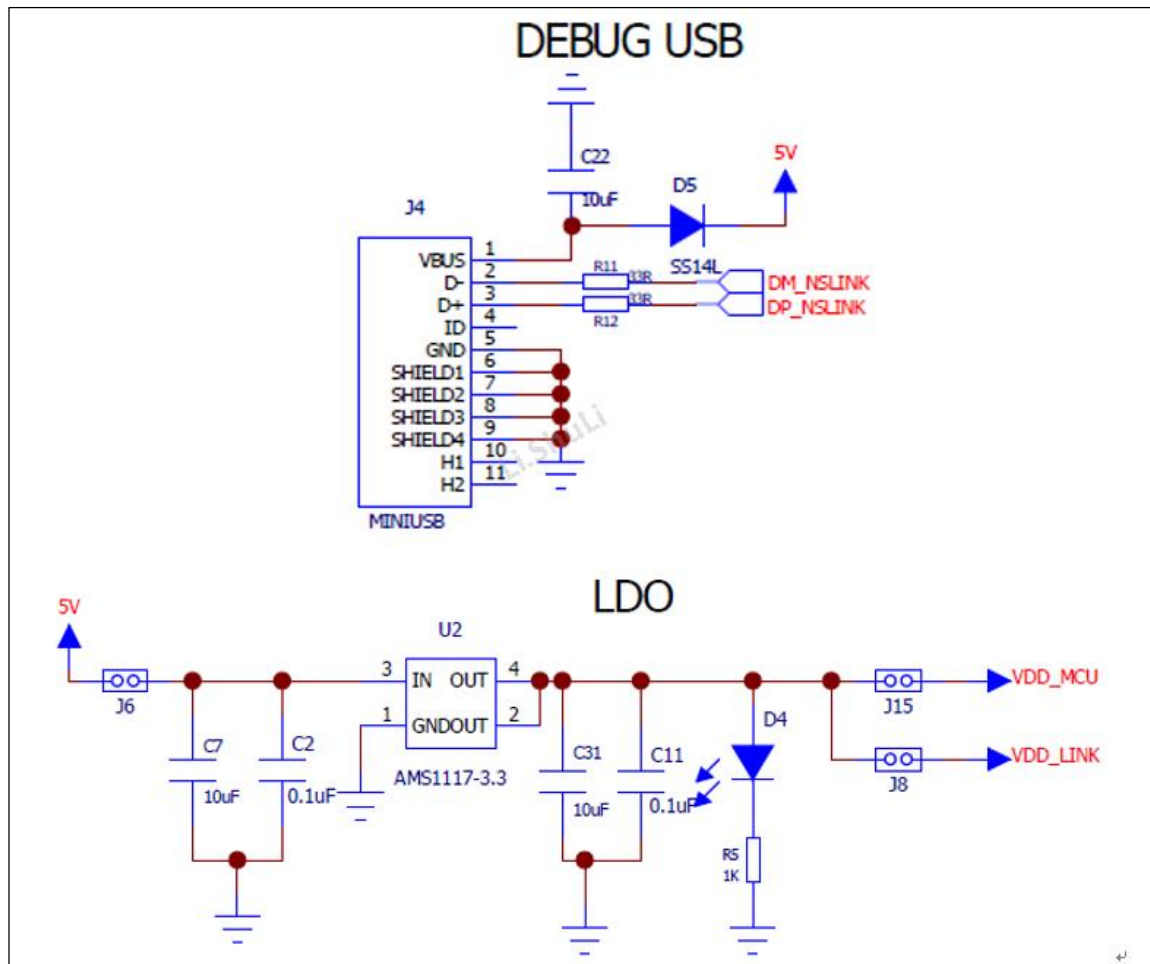 DEBUG USB
C22
10uF
D5
5V
SS14L
J4
VBUS 1
D- 2
D+ 3
ID 4
GND 5
SHIELD1 6
SHIELD2 7
SHIELD3 8
SHIELD4 9
H1 10
H2 11
MINIUSB
R11 33R
R12 33R
DM_NSLINK
DP_NSLINK
Li.ShuLi
LDO
5V
J6
C7
10uF
C2
0.1uF
U2
3 IN OUT 4
1 GNDOUT 2
AMS1117-3.3
C31
10uF
C11
0.1uF
D4
R5
1K
J15
VDD_MCU
J8
VDD_LINK